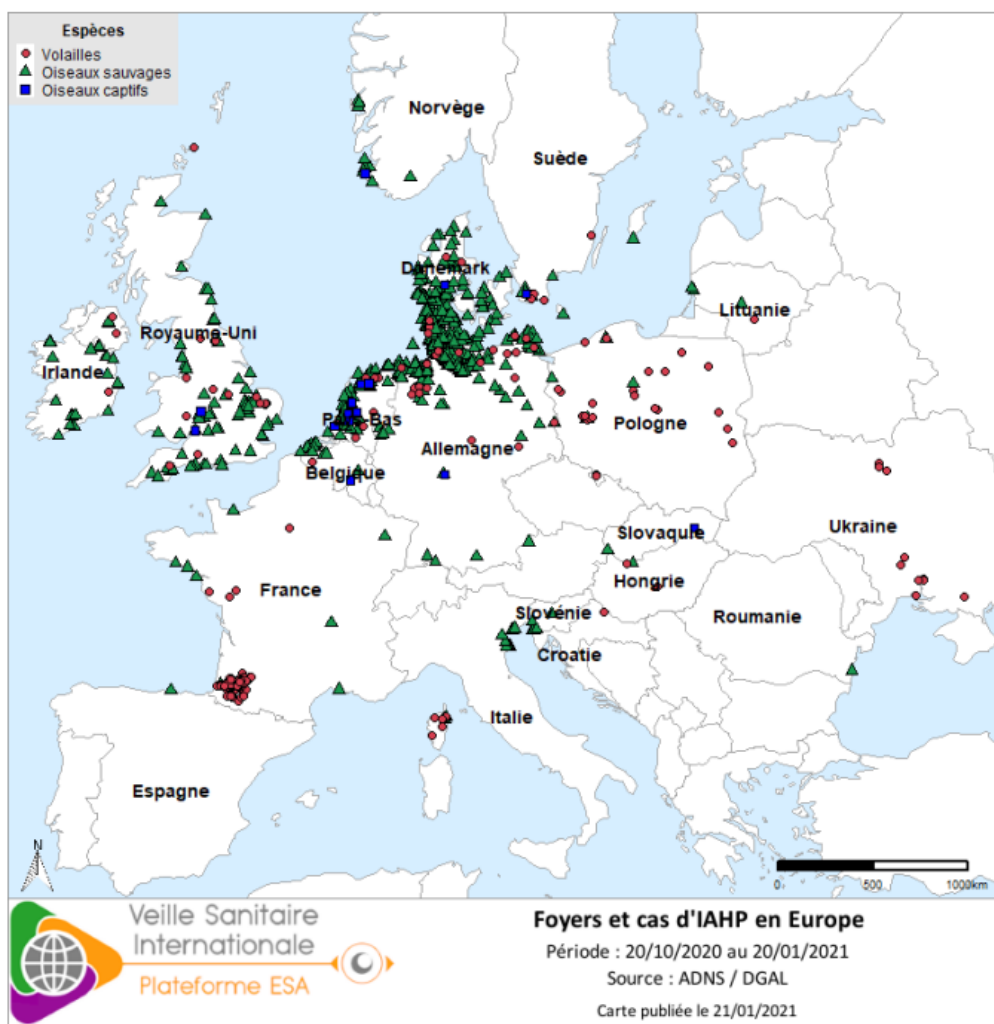 Espèces
Volailles
Oiseaux sauvages
Oiseaux captifs
Norvège
Suède
Danemark
Lituanie
Royaume-Uni
Irlande
Pays-Bas
Pologne
Allemagne
Belgique
Ukraine
Slovaquie
Hongrie
France
Slovénie
Roumanie
Croatie
Italie
Espagne
N
0 500 1000km
Veille Sanitaire
Internationale
Plateforme ESA
Foyers et cas d'IAHP en Europe
Période : 20/10/2020 au 20/01/2021
Source : ADNS / DGAL
Carte publiée le 21/01/2021